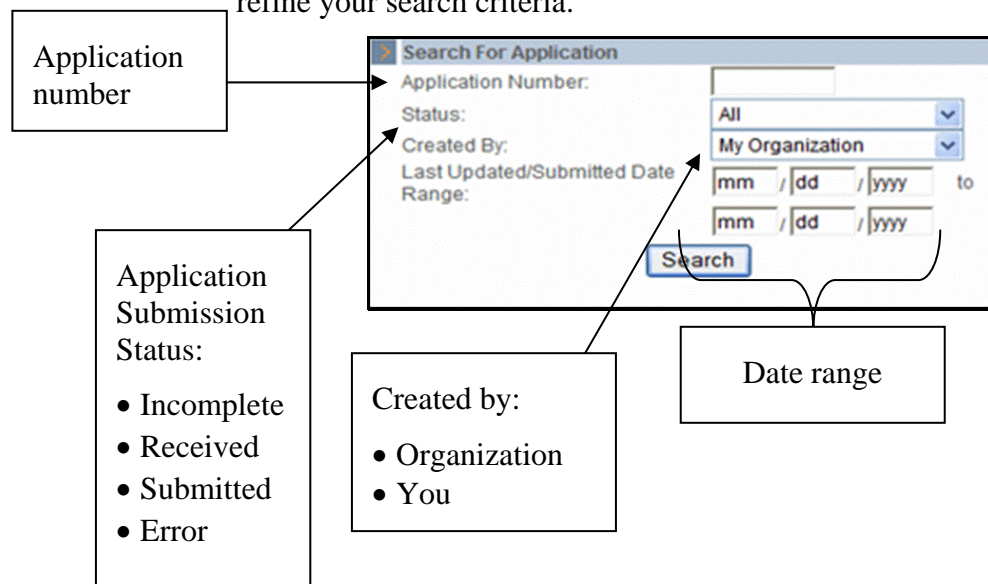 refine your search criteria.
Application
number
Search For Application
Application Number:
Status:
All
Created By:
My Organization
Last Updated/Submitted Date
Range:
mm / dd / yyyy to
mm / dd / yyyy
Search
Application
Submission
Status:
• Incomplete
• Received
• Submitted
• Error
Created by:
• Organization
• You
Date range